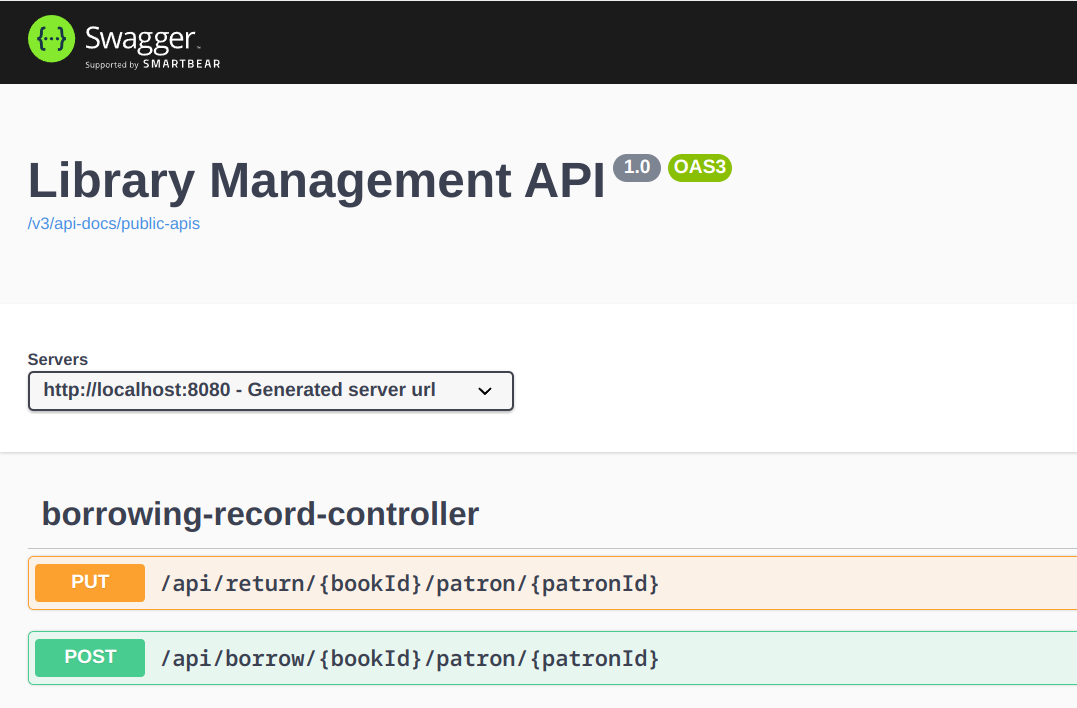 {···} Swagger™
Supported by SMARTBEAR
Library Management API 1.0 OAS3
/v3/api-docs/public-apis
Servers
http://localhost:8080 - Generated server url
borrowing-record-controller
PUT /api/return/{bookId}/patron/{patronId}
POST /api/borrow/{bookId}/patron/{patronId}